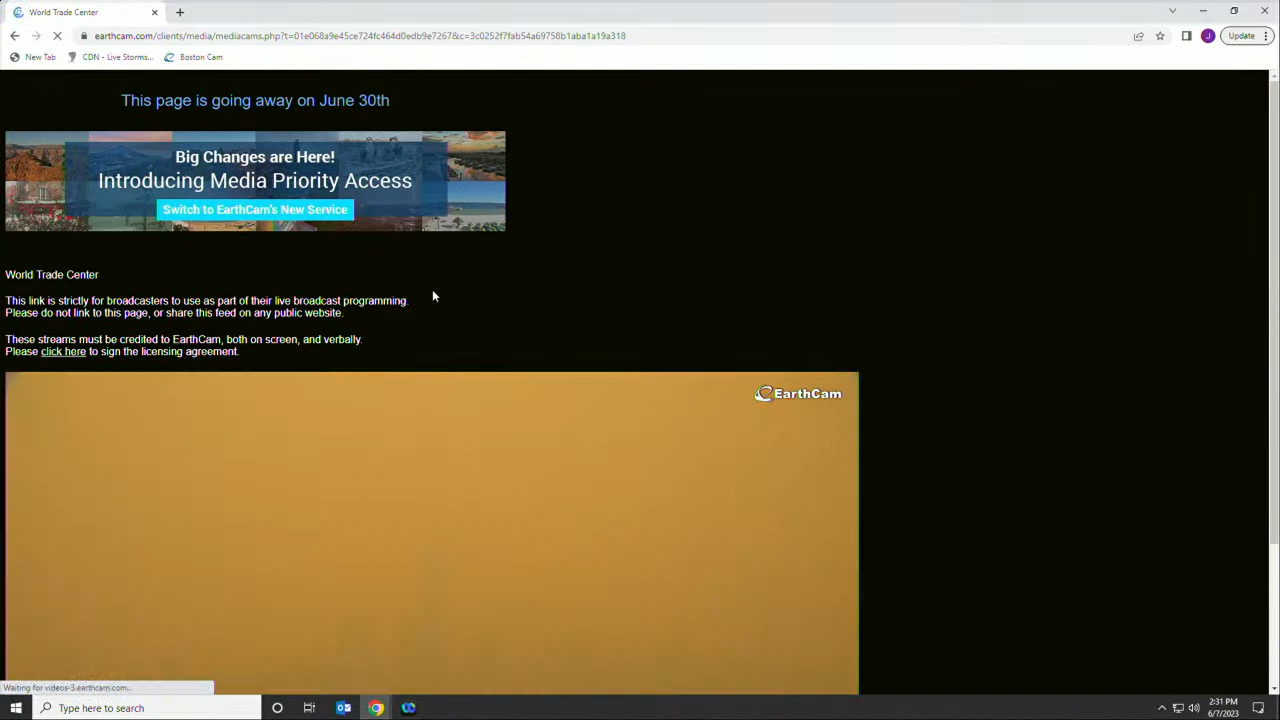 World Trade Center
earthcam.com/clients/media/mediacams.php?t=01e068a9e45ce724fc464d0edb9e7267&c=3c0252f7fab54a69758b1aba1a19a318
Update
New Tab
CDN - Live Storms...
Boston Cam
This page is going away on June 30th
Big Changes are Here!
Introducing Media Priority Access
Switch to EarthCam's New Service
World Trade Center
This link is strictly for broadcasters to use as part of their live broadcast programming.
Please do not link to this page, or share this feed on any public website.
These streams must be credited to EarthCam, both on screen, and verbally.
Please click here to sign the licensing agreement.
EarthCam
Waiting for videos-3.earthcam.com...
Type here to search
2:31 PM
6/7/2023